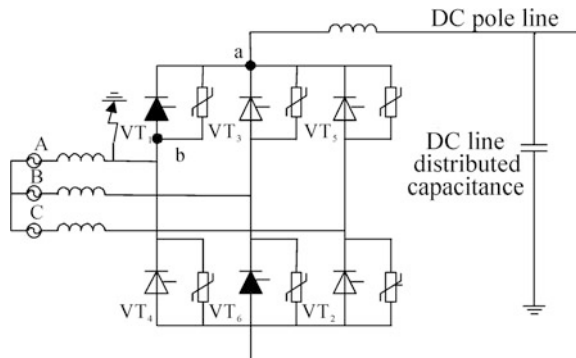 DC pole line
a
VT1
VT3
VT5
b
A
B
C
DC line
distributed
capacitance
VT4
VT6
VT2